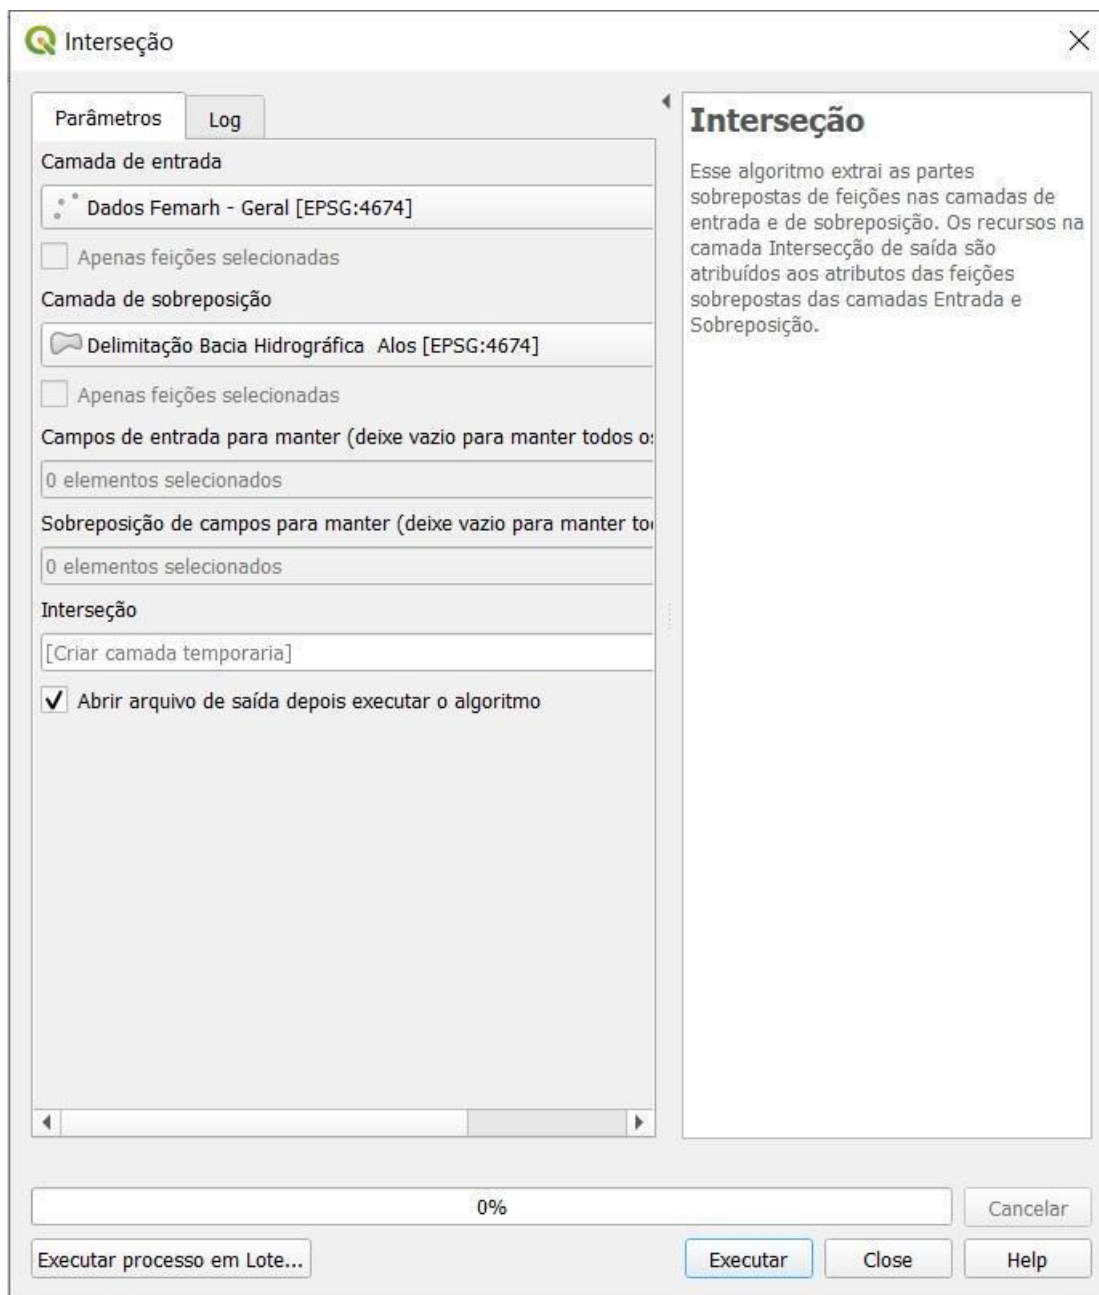 Interseção
Parâmetros
Log
Camada de entrada
Dados Femarh - Geral [EPSG:4674]
Apenas feições selecionadas
Camada de sobreposição
Delimitação Bacia Hidrográfica Alos [EPSG:4674]
Apenas feições selecionadas
Campos de entrada para manter (deixe vazio para manter todos o
0 elementos selecionados
Sobreposição de campos para manter (deixe vazio para manter to
0 elementos selecionados
Interseção
[Criar camada temporaria]
Abrir arquivo de saída depois executar o algoritmo
Interseção
Esse algoritmo extrai as partes
sobrepostas de feições nas camadas de
entrada e de sobreposição. Os recursos na
camada Intersecção de saída são
atribuídos aos atributos das feições
sobrepostas das camadas Entrada e
Sobreposição.
0%
Cancelar
Executar processo em Lote...
Executar
Close
Help